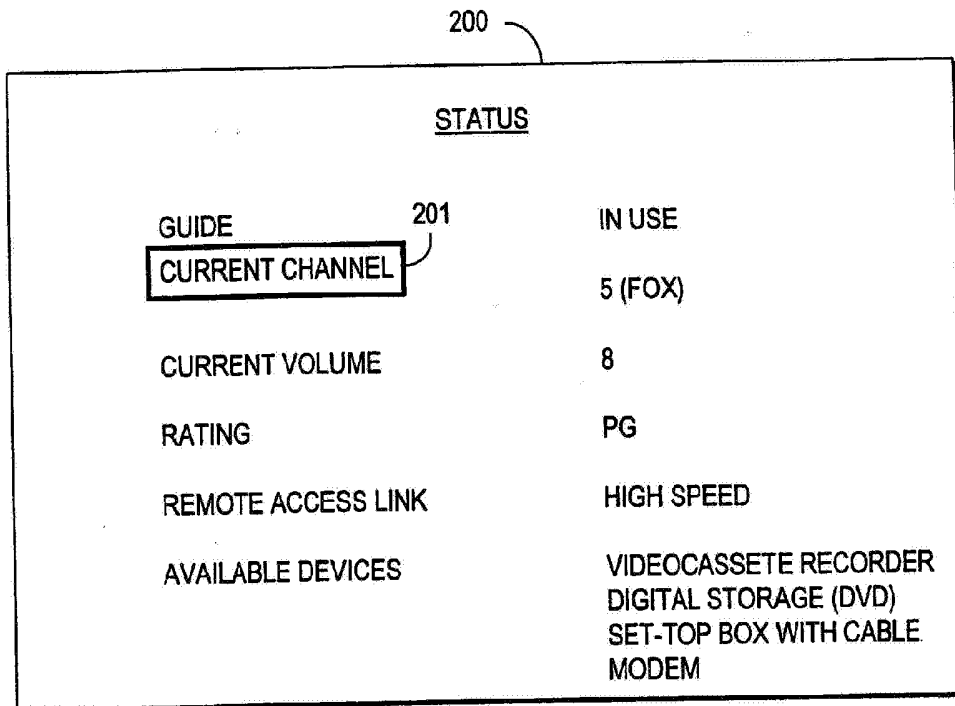 200
STATUS
GUIDE 201 IN USE
CURRENT CHANNEL
5 (FOX)
CURRENT VOLUME 8
RATING PG
REMOTE ACCESS LINK HIGH SPEED
AVAILABLE DEVICES VIDEOCASSETE RECORDER
DIGITAL STORAGE (DVD)
SET-TOP BOX WITH CABLE
MODEM